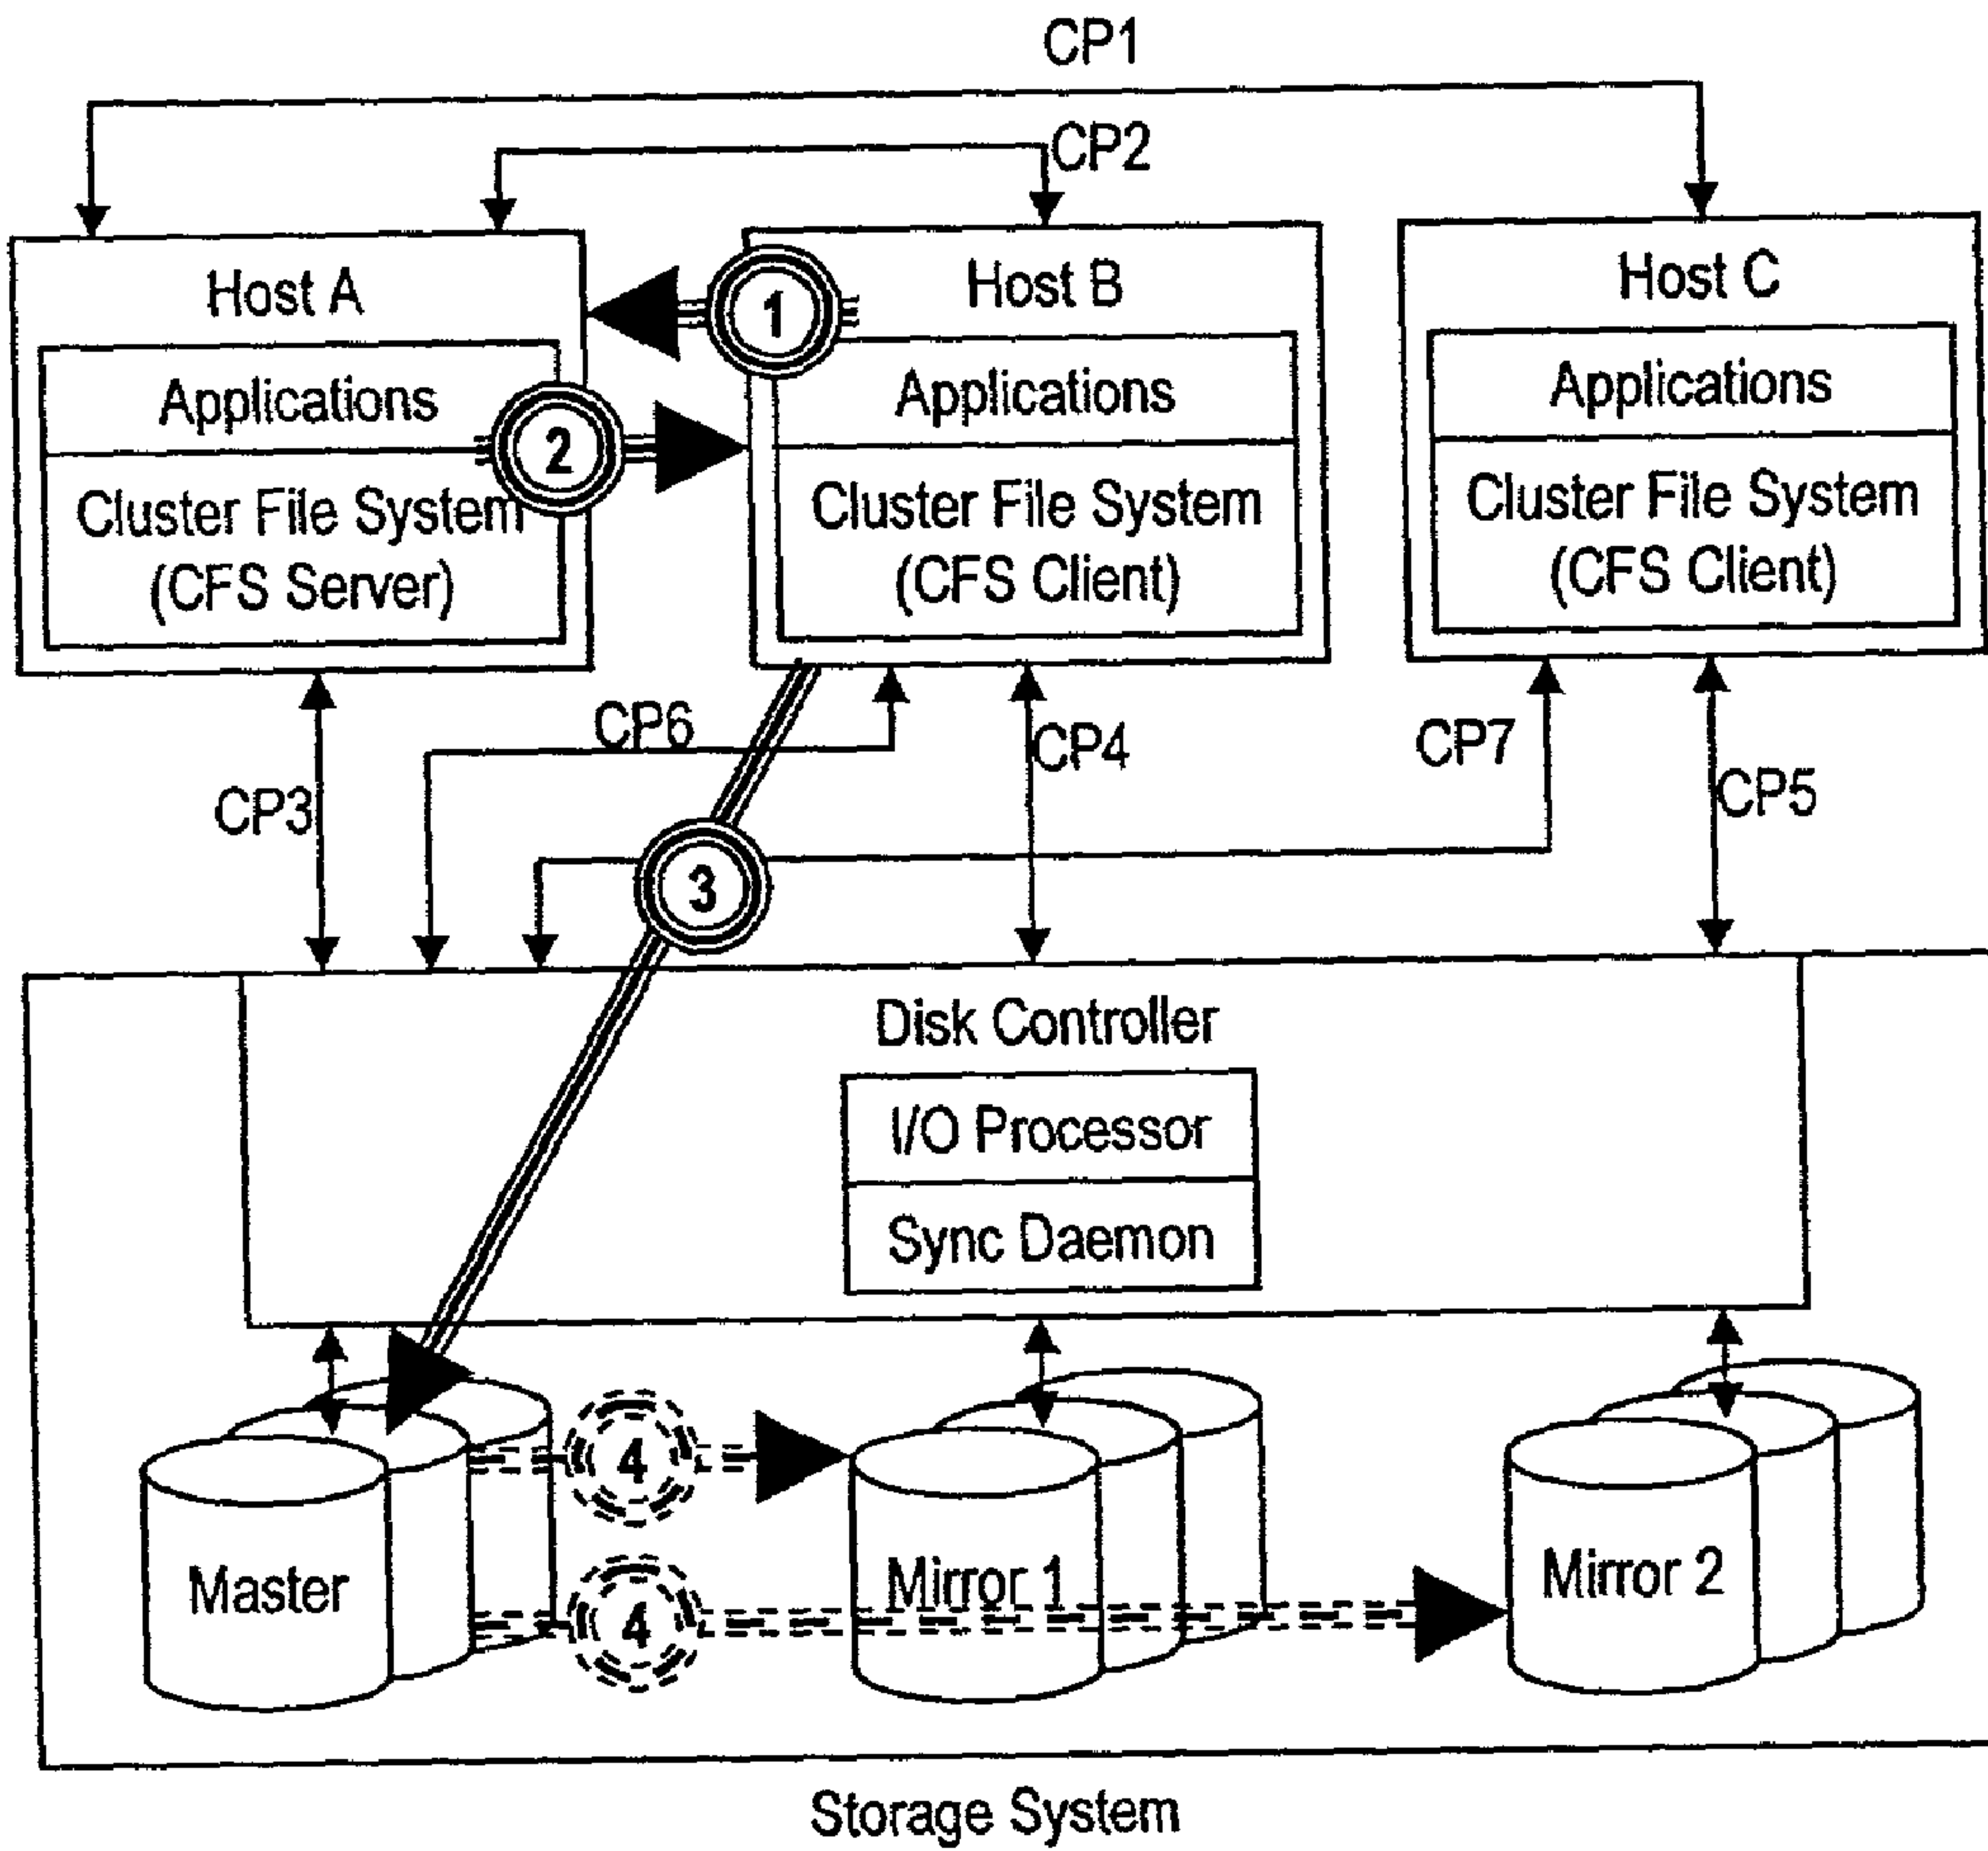 CP1
CP2
Host A
Host B
Host C
1
Applications
Applications
Applications
2
Cluster File System
(CFS Server)
Cluster File System
(CFS Client)
Cluster File System
(CFS Client)
CP6
CP4
CP7
CP3
CP5
3
Disk Controller
I/O Processor
Sync Daemon
4
Master
Mirror 1
Mirror 2
4
Storage System